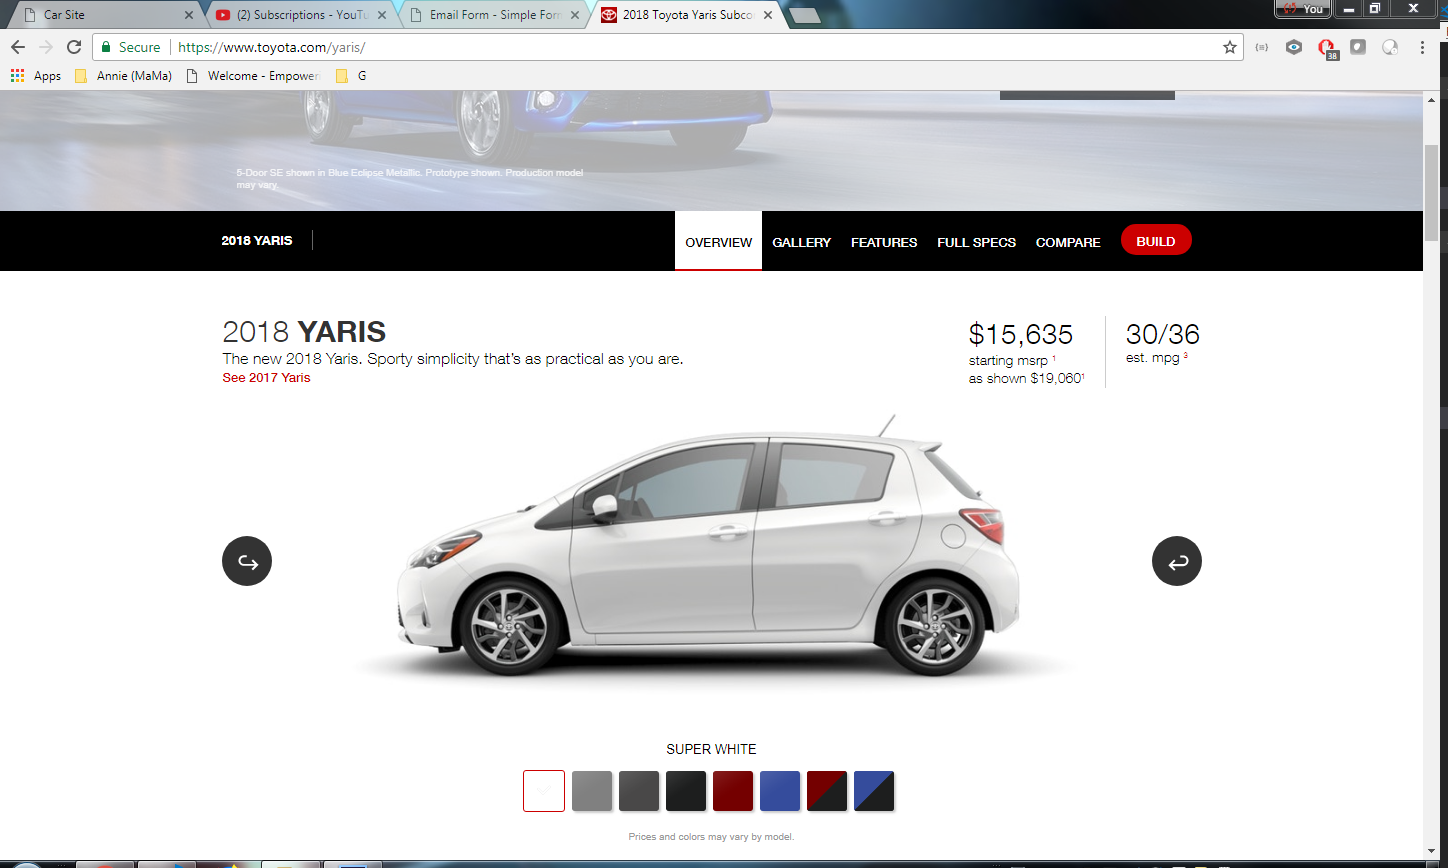 Car Site
(2) Subscriptions - YouTu
Email Form - Simple Form
2018 Toyota Yaris Subco
You
Secure
https://www.toyota.com/yaris/
38
Apps
Annie (MaMa)
Welcome - Empower
G
5-Door SE shown in Blue Eclipse Metallic. Prototype shown. Production model
may vary.
2018 YARIS
OVERVIEW
GALLERY
FEATURES
FULL SPECS
COMPARE
BUILD
2018 YARIS
The new 2018 Yaris. Sporty simplicity that's as practical as you are.
See 2017 Yaris
$15,635
starting msrp 1
as shown $19,0601
30/36
est. mpg 3
SUPER WHITE
Prices and colors may vary by model.